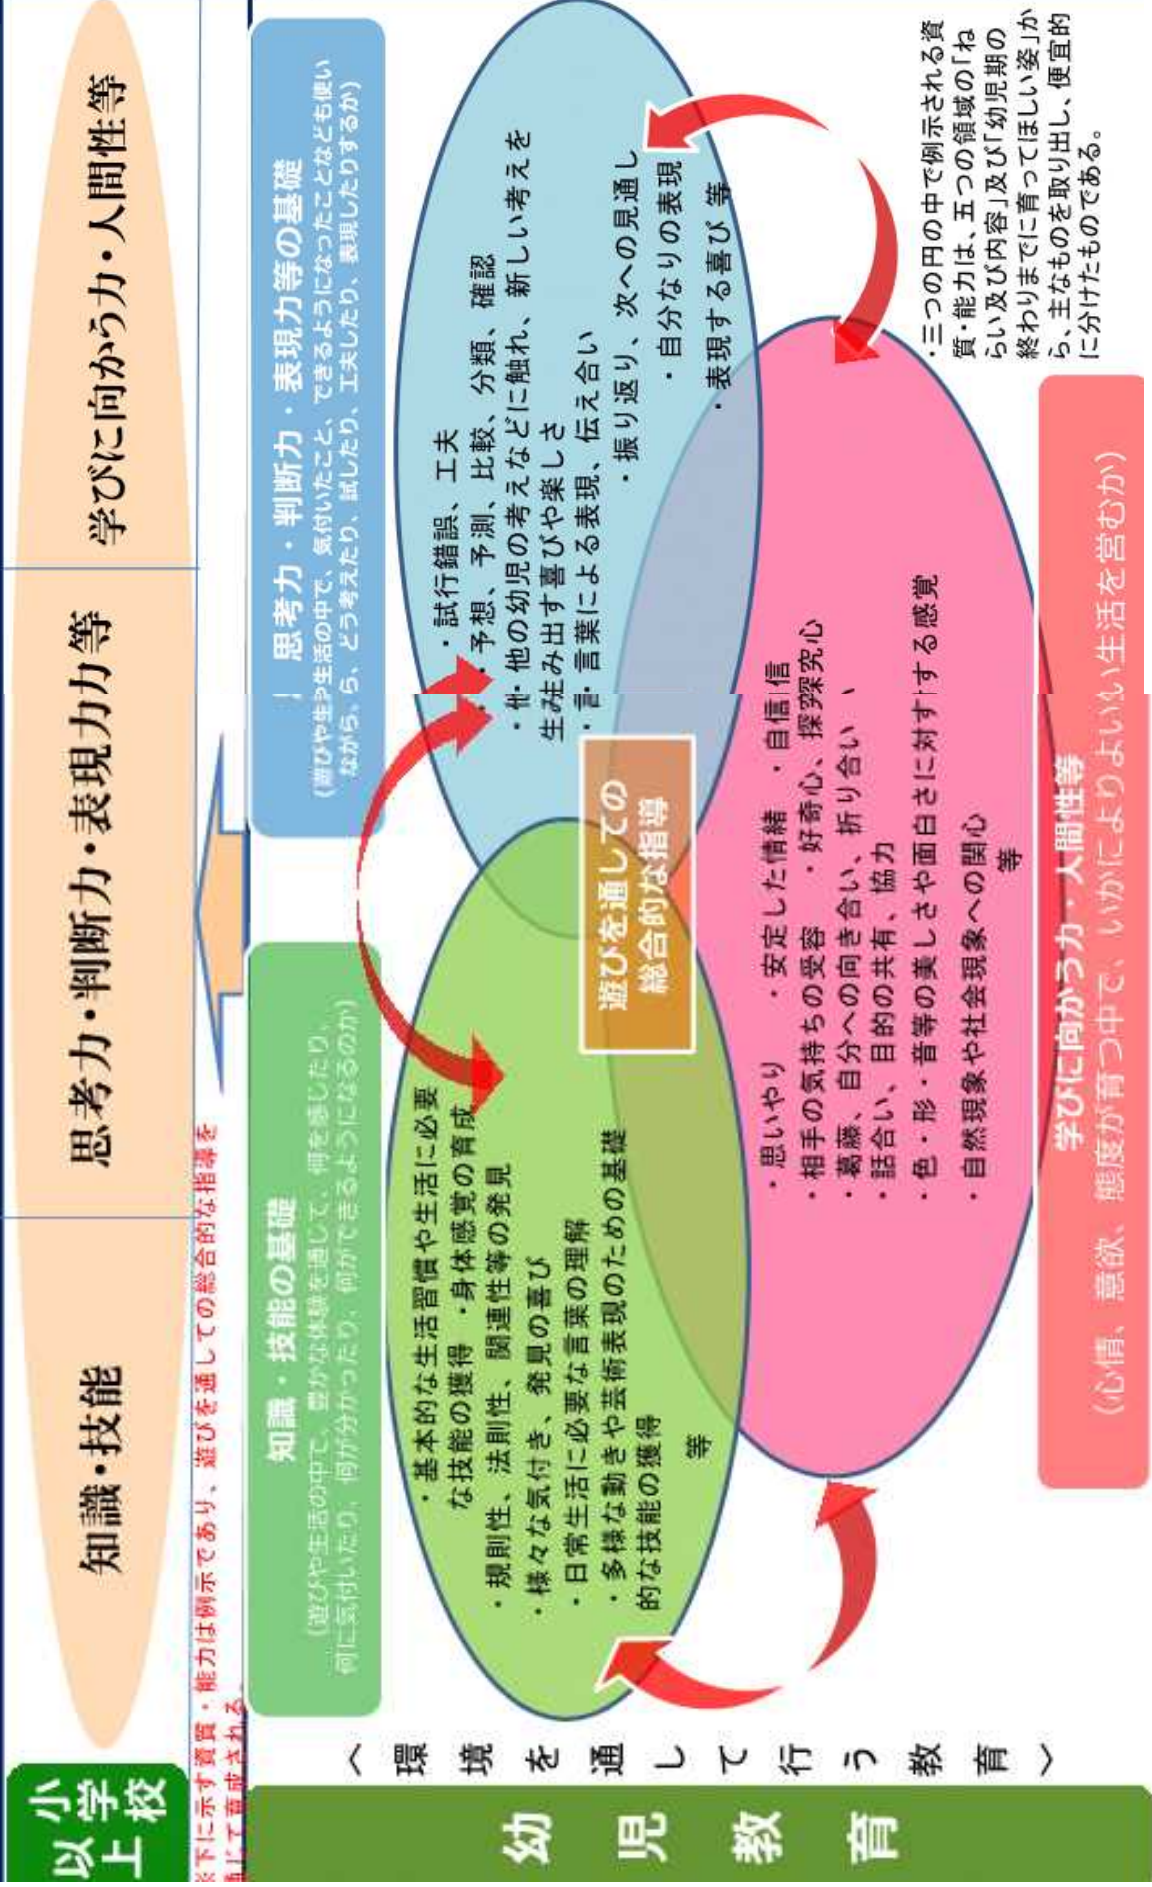 小学校
以上
知識・技能
思考力・判断力・表現力力等
学びに向かう力・人間性等
※下に示す資質・能力は例示であり、遊びを通しての総合的な指導を
通じて育成される。
幼児教育
〈環境を通して行う教育〉
知識・技能の基礎
(遊びや生活の中で、豊かな体験を通じて、何を感じたり、
何に気付いたり、何が分かったり、何ができるようになるのか)
思考力・判断力・表現力等の基礎
(遊びや生や生活の中で、気付いたこと、できるようになったことなども使い
ながら、ら、どう考えたり、試したり、工夫したり、表現したりするか)
・基本的な生活習慣や生活に必要
な技能の獲得 ・身体感覚の育成
・規則性、法則性、関連性等の発見
・様々な気付き、発見の喜び
・日常生活に必要な言葉の理解
・多様な動きや芸術表現のための基礎
的な技能の獲得
等
・試行錯誤、工夫
・予想、予測、比較、分類、確認
・他・他の幼児の考えなどに触れ、新しい考えを
生み生み出す喜びや楽しさ
・言・言葉による表現、伝え合い
・振り返り、次への見通し
・自分なりの表現
・表現する喜び 等
遊びを通しての
総合的な指導
・思いやり ・安定した情緒 ・自信信
・相手の気持ちの受容 ・好奇心、探究探究心
・葛藤、自分への向き合い、折り合い
・話合い、目的の共有、協力
・色・形・音等の美しさや面白さに対すする感覚
・自然現象や社会現象への関心
等
・三つの円の中で例示される資
質・能力は、五つの領域の「ね
らい及び内容」及び「幼児期の
終わりまでに育ってほしい姿」か
ら、主なものを取り出し、便宜的
に分けたものである。
学びに向かう力・人間性等
(心情、意欲、態度が育つ中で、いかによりよいい生活を営むか)